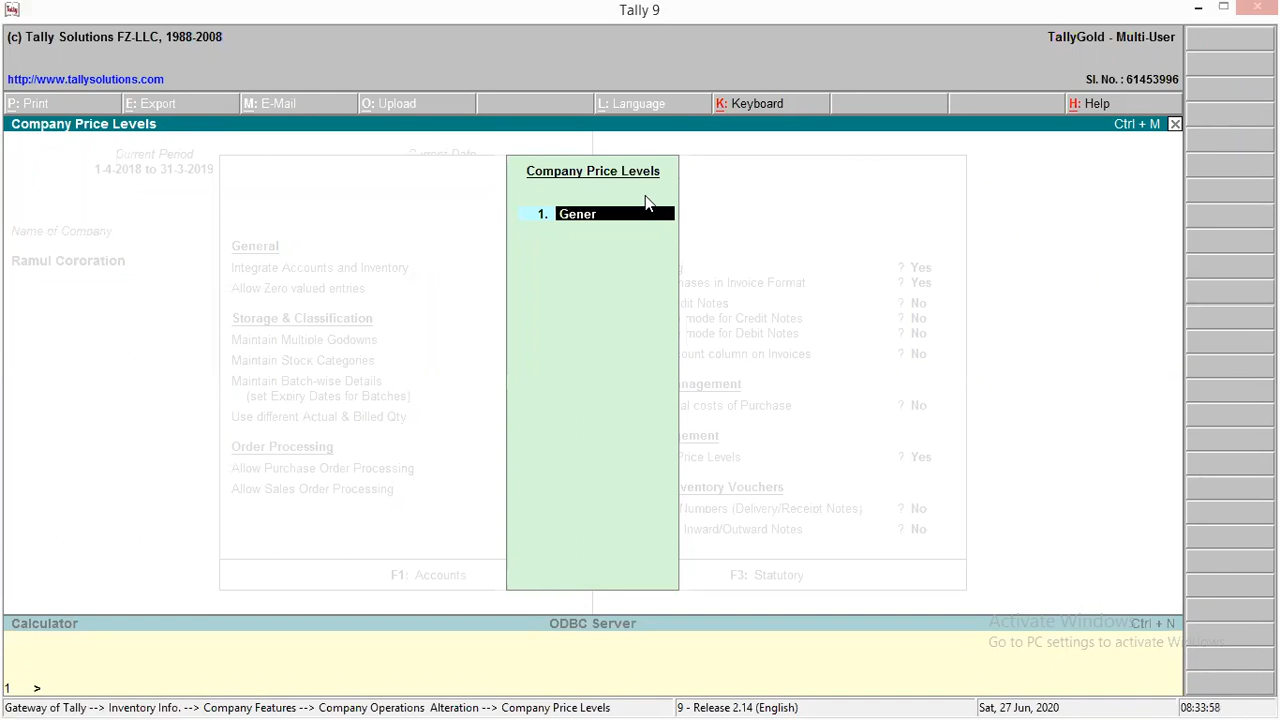 Tally 9
(c) Tally Solutions FZ-LLC, 1988-2008
TallyGold - Multi-User
http://www.tallysolutions.com
Sl. No. : 61453996
P: Print
E: Export
M: E-Mail
O: Upload
L: Language
K: Keyboard
H: Help
Company Price Levels
Ctrl + M
Current Period
Current Date
1-4-2018 to 31-3-2019
Name of Company
Ramul Cororation
Company Price Levels
1. Gener
General
Integrate Accounts and Inventory
Allow Zero valued entries
Storage & Classification
Maintain Multiple Godowns
Maintain Stock Categories
Maintain Batch-wise Details
(set Expiry Dates for Batches)
Use different Actual & Billed Qty
Order Processing
Allow Purchase Order Processing
Allow Sales Order Processing
? Yes
hases in Invoice Format ? Yes
dit Notes ? No
mode for Credit Notes ? No
mode for Debit Notes ? No
ount column on Invoices ? No
nagement
al costs of Purchase ? No
ement
Price Levels ? Yes
ventory Vouchers
Numbers (Delivery/Receipt Notes) ? No
Inward/Outward Notes ? No
F1: Accounts
F3: Statutory
Calculator
ODBC Server
Ctrl + N
Activate Windows
Go to PC settings to activate Windows.
1 >
Gateway of Tally --> Inventory Info. --> Company Features --> Company Operations Alteration --> Company Price Levels
9 - Release 2.14 (English)
Sat, 27 Jun, 2020
08:33:58